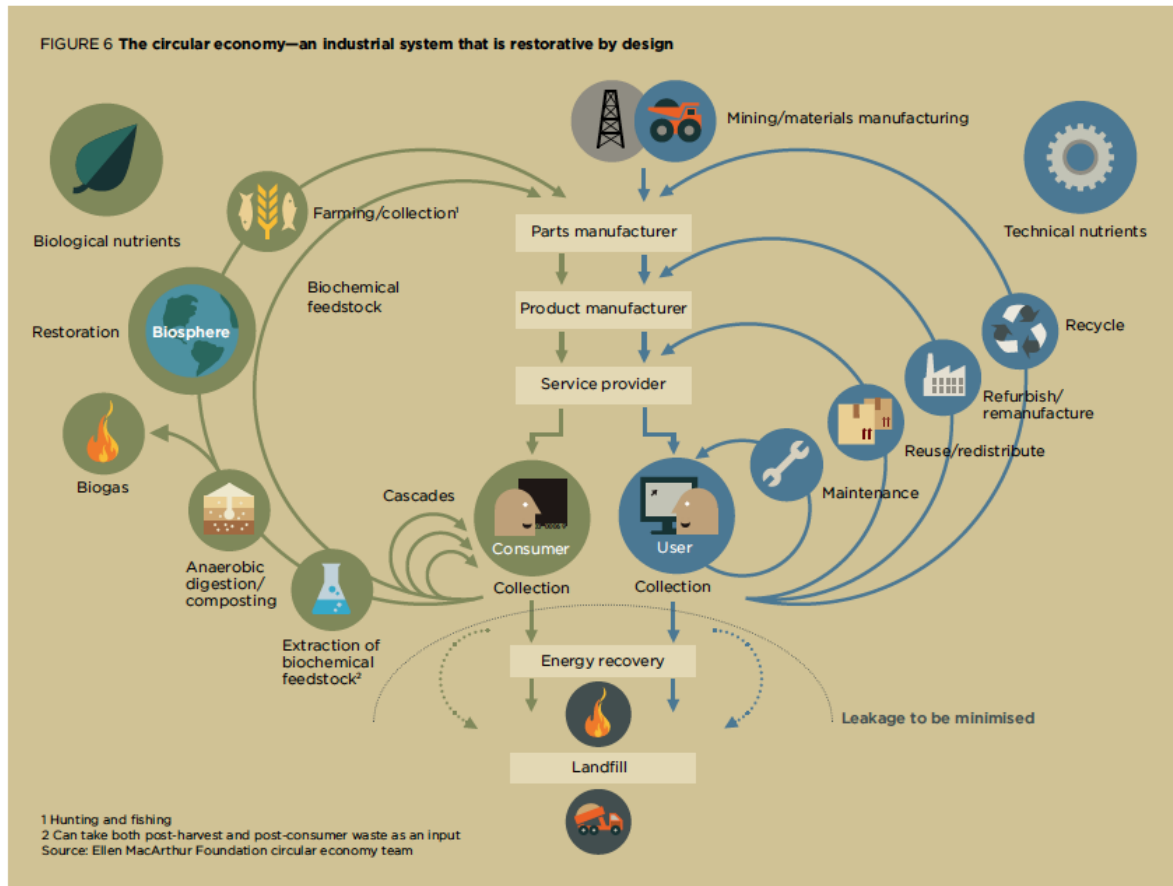 FIGURE 6 The circular economy—an industrial system that is restorative by design
Mining/materials manufacturing
Biological nutrients
Farming/collection¹
Technical nutrients
Parts manufacturer
Biochemical
feedstock
Product manufacturer
Restoration
Biosphere
Recycle
Service provider
Refurbish/
remanufacture
Reuse/redistribute
Biogas
Cascades
Maintenance
Consumer
User
Anaerobic
digestion/
composting
Collection
Collection
Extraction of
biochemical
feedstock²
Energy recovery
Leakage to be minimised
Landfill
1 Hunting and fishing
2 Can take both post-harvest and post-consumer waste as an input
Source: Ellen MacArthur Foundation circular economy team